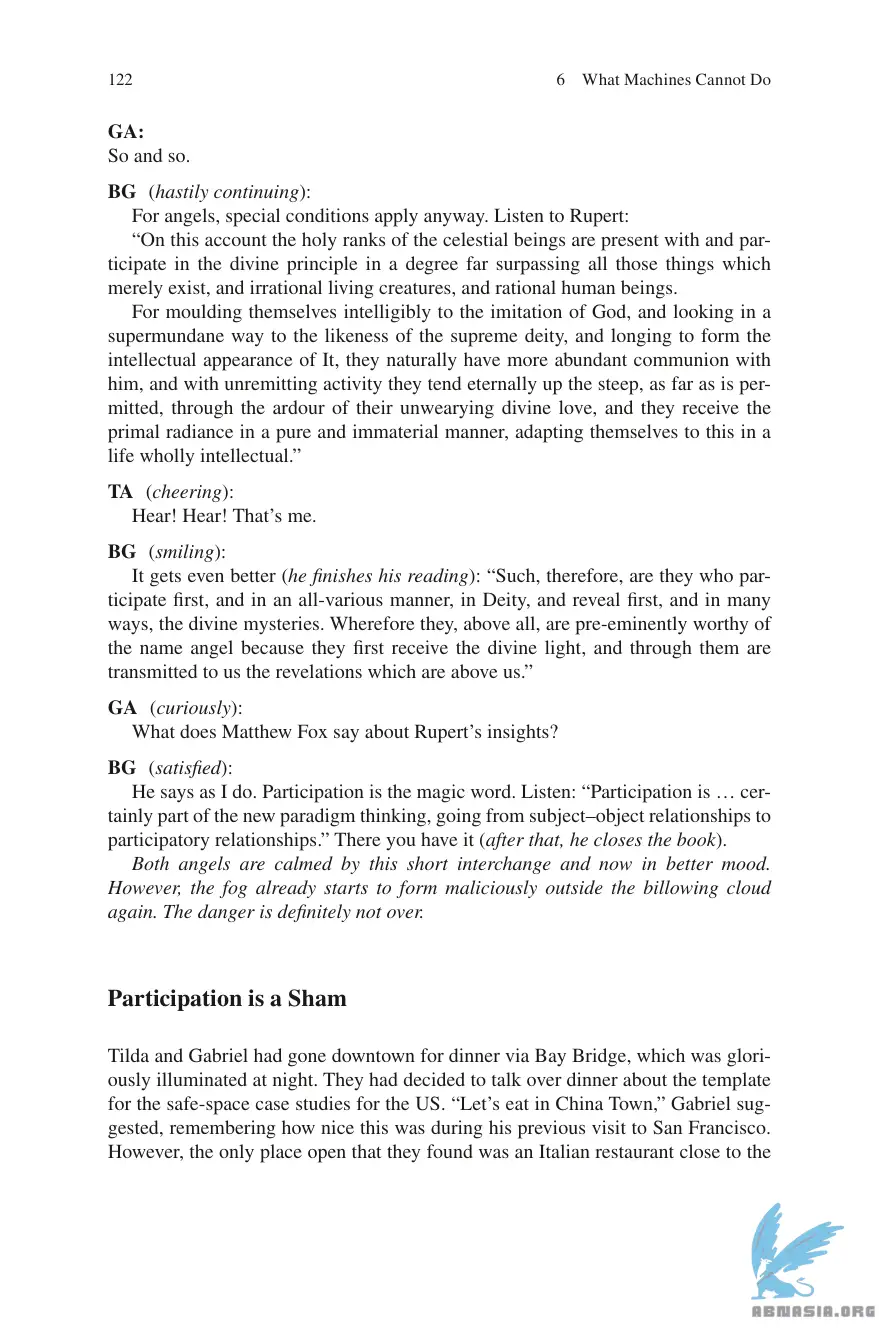 122
6 What Machines Cannot Do
GA:
So and so.
BG (hastily continuing):
For angels, special conditions apply anyway. Listen to Rupert:
“On this account the holy ranks of the celestial beings are present with and par-
ticipate in the divine principle in a degree far surpassing all those things which
merely exist, and irrational living creatures, and rational human beings.
For moulding themselves intelligibly to the imitation of God, and looking in a
supermundane way to the likeness of the supreme deity, and longing to form the
intellectual appearance of It, they naturally have more abundant communion with
him, and with unremitting activity they tend eternally up the steep, as far as is per-
mitted, through the ardour of their unwearying divine love, and they receive the
primal radiance in a pure and immaterial manner, adapting themselves to this in a
life wholly intellectual.”
TA (cheering):
Hear! Hear! That’s me.
BG (smiling):
It gets even better (he finishes his reading): “Such, therefore, are they who par-
ticipate first, and in an all-various manner, in Deity, and reveal first, and in many
ways, the divine mysteries. Wherefore they, above all, are pre-eminently worthy of
the name angel because they first receive the divine light, and through them are
transmitted to us the revelations which are above us.”
GA (curiously):
What does Matthew Fox say about Rupert’s insights?
BG (satisfied):
He says as I do. Participation is the magic word. Listen: “Participation is … cer-
tainly part of the new paradigm thinking, going from subject–object relationships to
participatory relationships.” There you have it (after that, he closes the book).
Both angels are calmed by this short interchange and now in better mood.
However, the fog already starts to form maliciously outside the billowing cloud
again. The danger is definitely not over.
Participation is a Sham
Tilda and Gabriel had gone downtown for dinner via Bay Bridge, which was glori-
ously illuminated at night. They had decided to talk over dinner about the template
for the safe-space case studies for the US. “Let’s eat in China Town,” Gabriel sug-
gested, remembering how nice this was during his previous visit to San Francisco.
However, the only place open that they found was an Italian restaurant close to the
ABNASIA.ORG